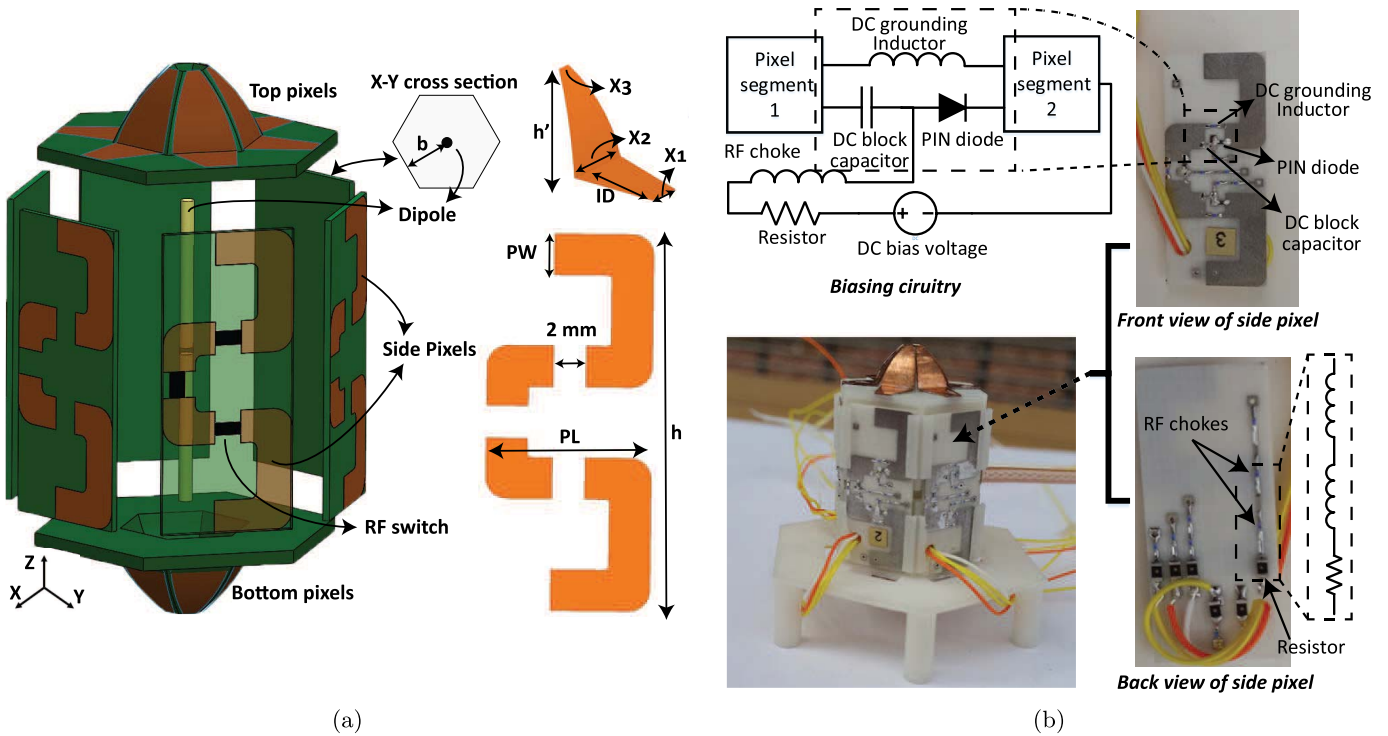 Top pixels
X-Y cross section
b
Dipole
Side Pixels
RF switch
Bottom pixels
Z
X
Y
X3
h'
X2
X1
ID
PW
2 mm
PL
h
(a)
DC grounding
Inductor
Pixel
segment
1
Pixel
segment
2
DC block
capacitor
PIN diode
RF choke
Resistor
+
-
DC bias voltage
Biasing ciruitry
DC grounding
Inductor
PIN diode
DC block
capacitor
3
Front view of side pixel
2
RF chokes
Resistor
Back view of side pixel
(b)